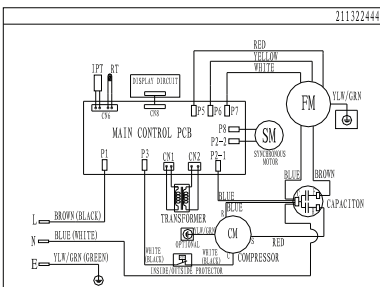 211322444
RED
YELLOW
WHITE
IPT RT
DISPLAY DIRCUIT
CN6
CN8
P5 P6 P7
FM
YLW/GRN
P8
MAIN CONTROL PCB
P2-2
SM
SYNCHRONOUS
MOTOR
P1
P3
CN1
CN2
P2-1
BLUE
BROWN
TRANSFORMER
BLUE
BLUE
CAPACITON
L
BROWN (BLACK)
R
YLW/GRN
OPTIONAL
CM
S
RED
N
BLUE (WHITE)
WHITE
(BLACK)
WHITE
(BLACK)
C
COMPRESSOR
E
YLW/GRN (GREEN)
INSIDE/OUTSIDE PROTECTOR